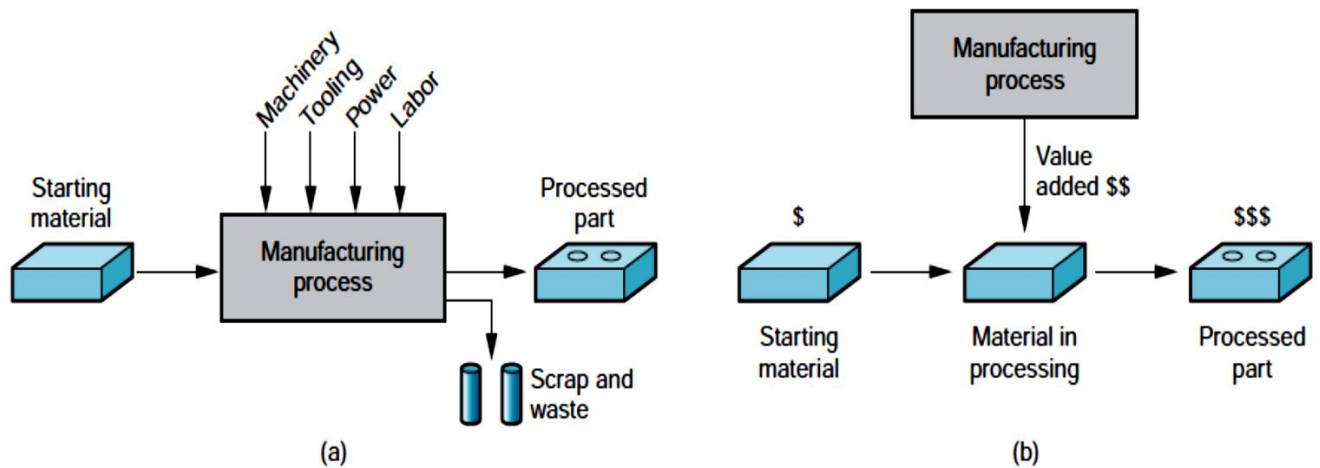 Machinery
Tooling
Power
Labor
Starting
material
Manufacturing
process
Processed
part
Scrap and
waste
(a)
Manufacturing
process
Value
added $$
$
$$$
Starting
material
Material in
processing
Processed
part
(b)